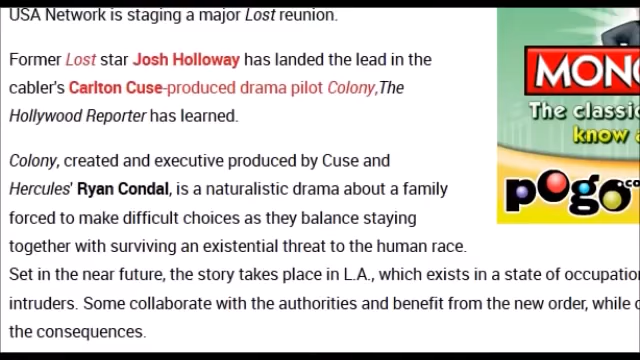 USA Network is staging a major Lost reunion.
Former Lost star Josh Holloway has landed the lead in the
cabler's Carlton Cuse-produced drama pilot Colony,The
Hollywood Reporter has learned.
Colony, created and executive produced by Cuse and
Hercules' Ryan Condal, is a naturalistic drama about a family
forced to make difficult choices as they balance staying
together with surviving an existential threat to the human race.
Set in the near future, the story takes place in L.A., which exists in a state of occupatio
intruders. Some collaborate with the authorities and benefit from the new order, while
the consequences.
MONO
The classic
know a
pogo.co